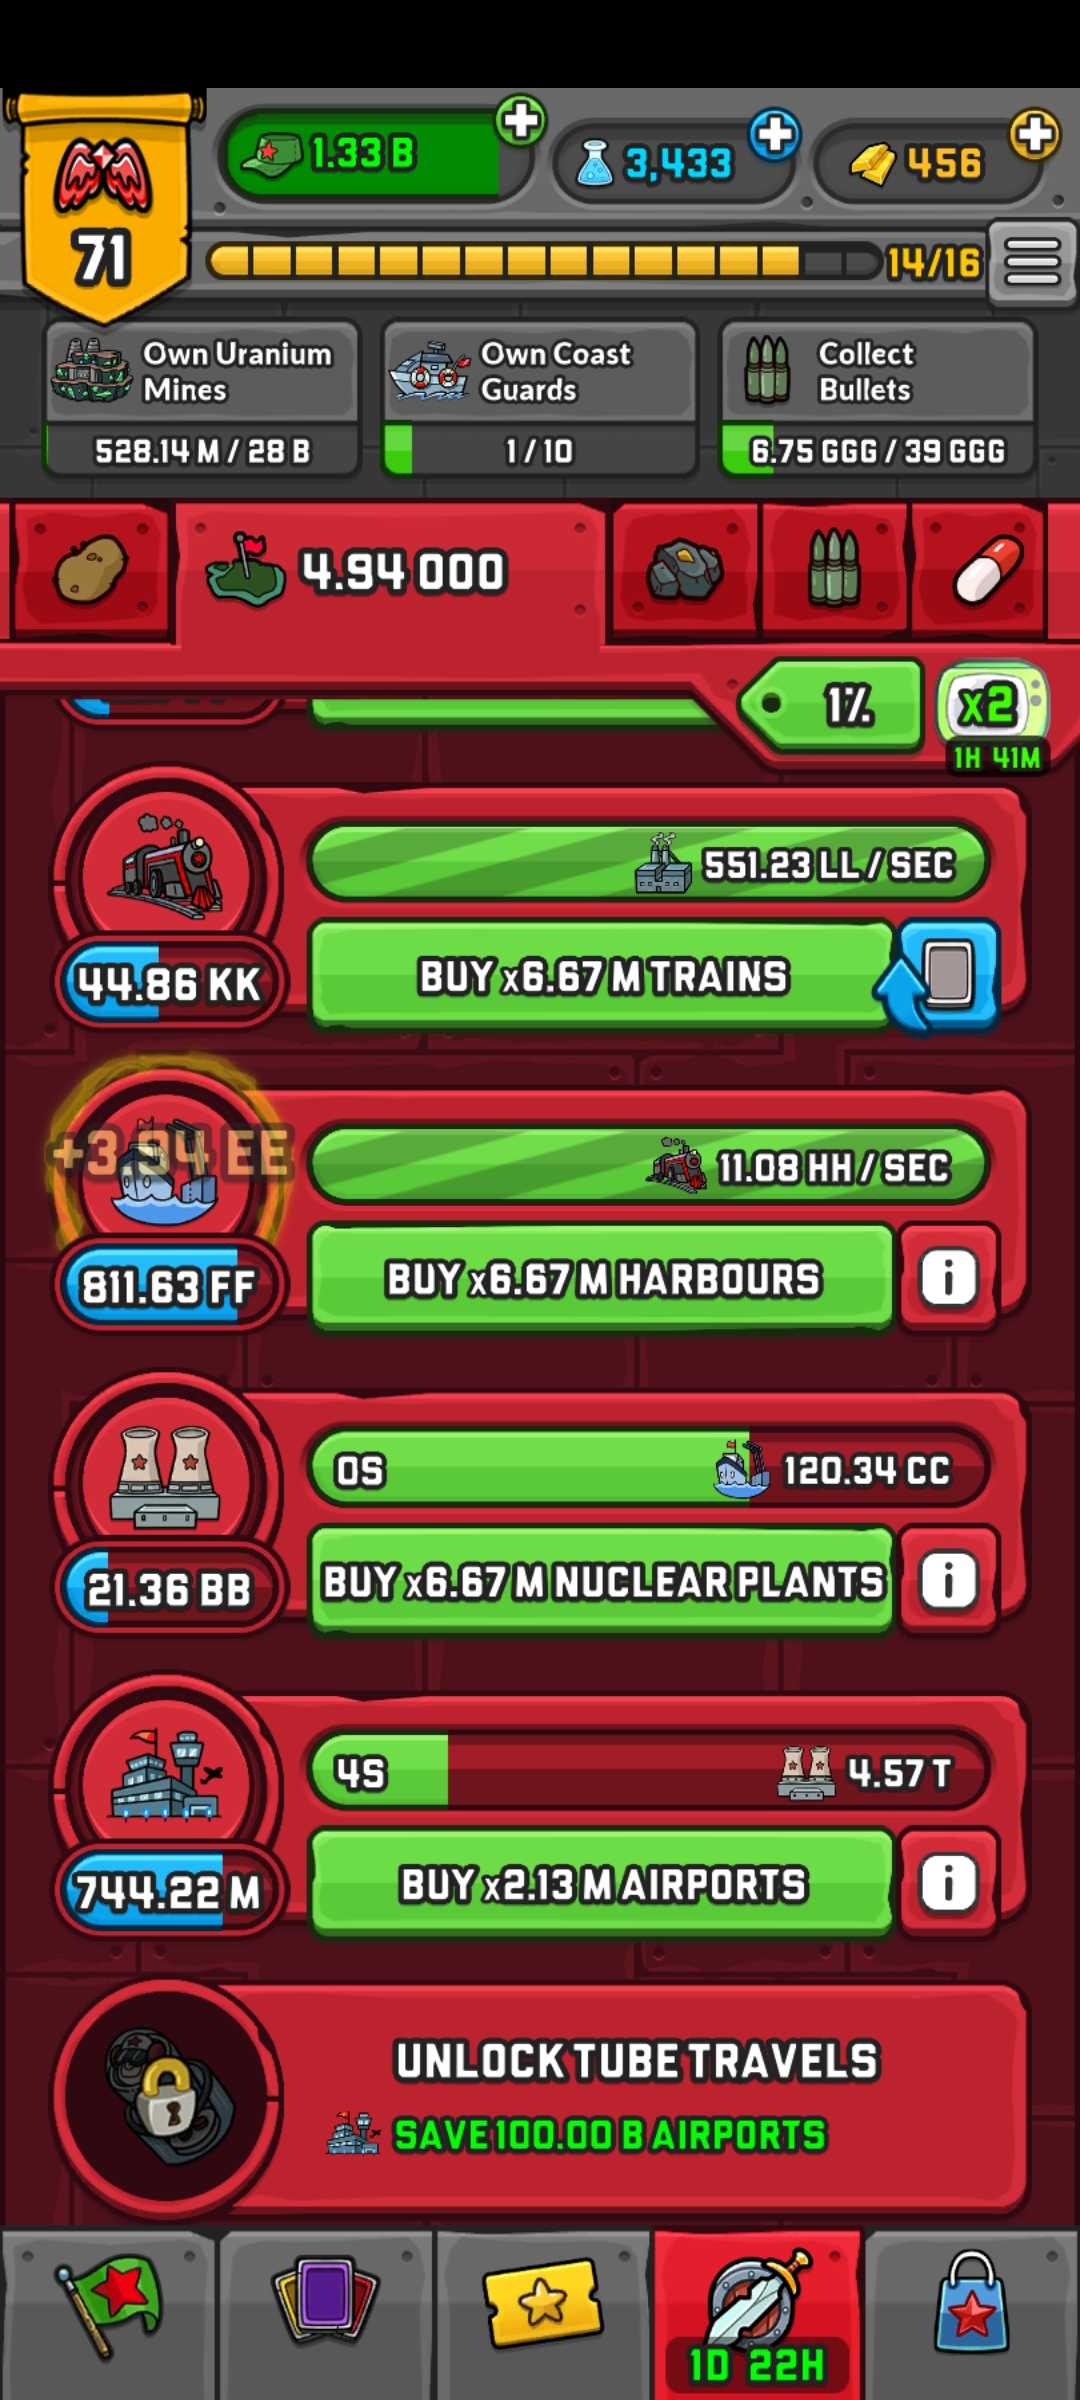 1.33 B
3,433
456
71
14/16
Own Uranium
Mines
528.14 M / 28 B
Own Coast
Guards
1 / 10
Collect
Bullets
6.75 GGG / 39 GGG
4.94 000
1%
x2
1H 41M
551.23 LL / SEC
44.86 KK
BUY x6.67 M TRAINS
+3.94 EE
11.08 HH / SEC
811.63 FF
BUY x6.67 M HARBOURS
i
0S
120.34 CC
21.36 BB
BUY x6.67 M NUCLEAR PLANTS
i
4S
4.57 T
744.22 M
BUY x2.13 M AIRPORTS
i
UNLOCK TUBE TRAVELS
SAVE 100.00 B AIRPORTS
1D 22H